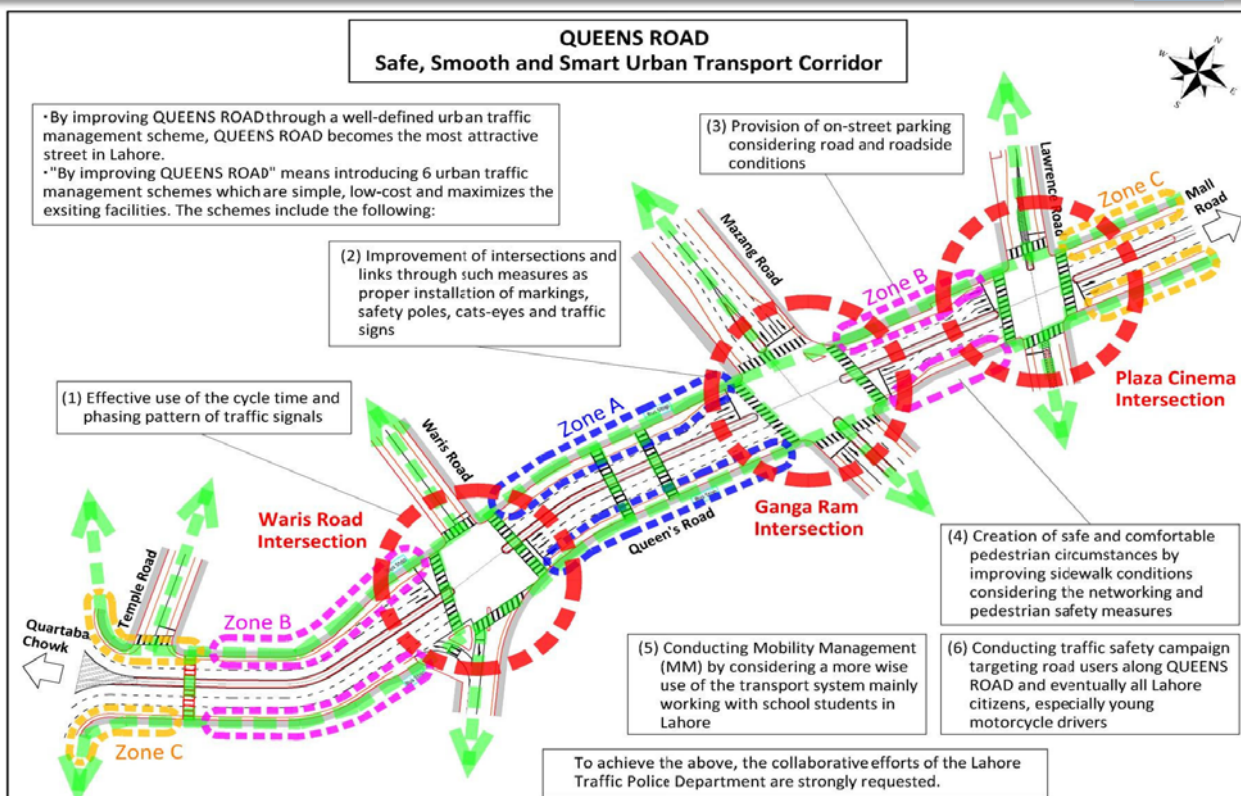 QUEENS ROAD
Safe, Smooth and Smart Urban Transport Corridor
N
W
E
S
・By improving QUEENS ROAD through a well-defined urban traffic
management scheme, QUEENS ROAD becomes the most attractive
street in Lahore.
・"By improving QUEENS ROAD" means introducing 6 urban traffic
management schemes which are simple, low-cost and maximizes the
exsiting facilities. The schemes include the following:
(3) Provision of on-street parking
considering road and roadside
conditions
Lawrence Road
Zone C
Mall
Road
Mazang Road
(2) Improvement of intersections and
links through such measures as
proper installation of markings,
safety poles, cats-eyes and traffic
signs
Zone B
Plaza Cinema
Intersection
(1) Effective use of the cycle time and
phasing pattern of traffic signals
Zone A
Bus Stop
Waris Road
Waris Road
Intersection
Ganga Ram
Intersection
Bus Stop
Queen's Road
Bus Stop
(4) Creation of safe and comfortable
pedestrian circumstances by
improving sidewalk conditions
considering the networking and
pedestrian safety measures
Temple Road
Zone B
Quartaba
Chowk
Zone C
(5) Conducting Mobility Management
(MM) by considering a more wise
use of the transport system mainly
working with school students in
Lahore
(6) Conducting traffic safety campaign
targeting road users along QUEENS
ROAD and eventually all Lahore
citizens, especially young
motorcycle drivers
To achieve the above, the collaborative efforts of the Lahore
Traffic Police Department are strongly requested.